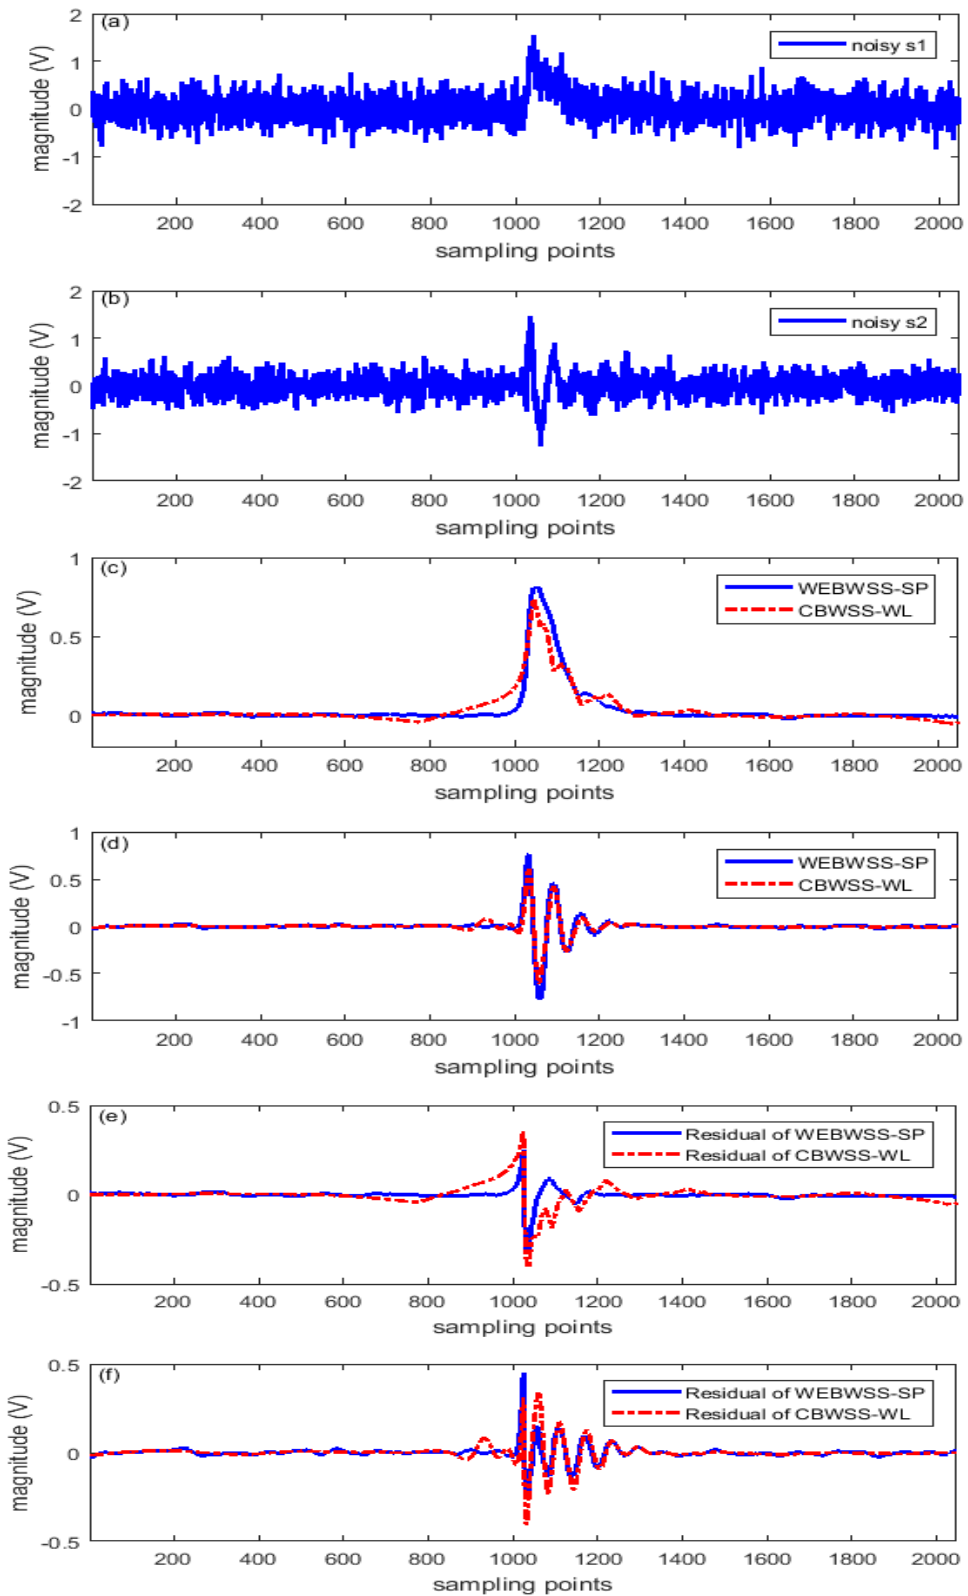 (a)
noisy s1
magnitude (V)
2
1
0
-1
-2
200 400 600 800 1000 1200 1400 1600 1800 2000
sampling points
(b)
noisy s2
magnitude (V)
2
1
0
-1
-2
200 400 600 800 1000 1200 1400 1600 1800 2000
sampling points
(c)
WEBWSS-SP
CBWSS-WL
magnitude (V)
1
0.5
0
200 400 600 800 1000 1200 1400 1600 1800 2000
sampling points
(d)
WEBWSS-SP
CBWSS-WL
magnitude (V)
1
0.5
0
-0.5
-1
200 400 600 800 1000 1200 1400 1600 1800 2000
sampling points
(e)
Residual of WEBWSS-SP
Residual of CBWSS-WL
magnitude (V)
0.5
0
-0.5
200 400 600 800 1000 1200 1400 1600 1800 2000
sampling points
(f)
Residual of WEBWSS-SP
Residual of CBWSS-WL
magnitude (V)
0.5
0
-0.5
200 400 600 800 1000 1200 1400 1600 1800 2000
sampling points